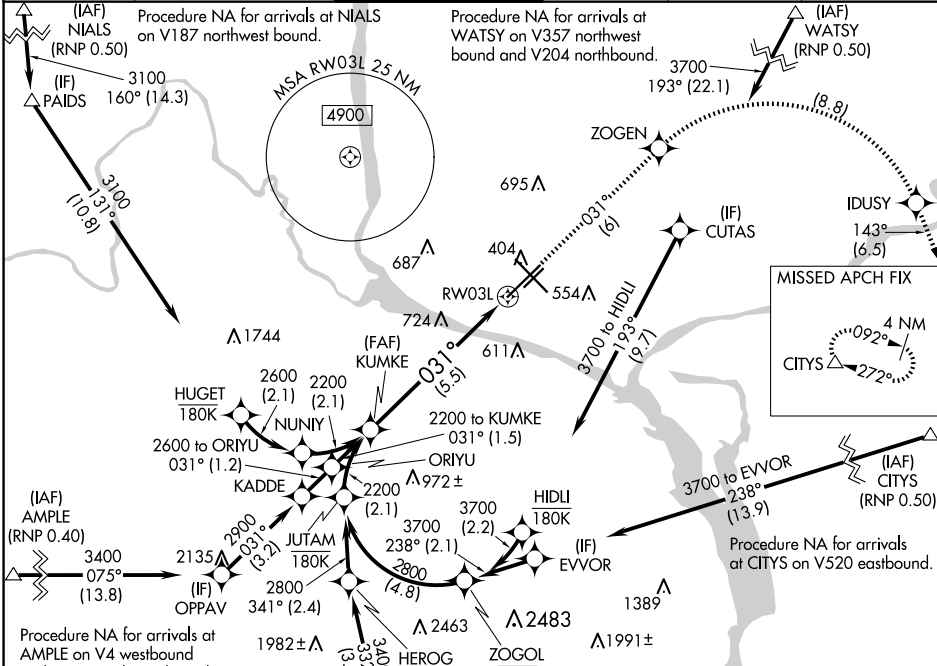 (IAF)
NIALS
(RNP 0.50)
Procedure NA for arrivals at NIALS
on V187 northwest bound.
Procedure NA for arrivals at
WATSY on V357 northwest
bound and V204 northbound.
(IAF)
WATSY
(RNP 0.50)
3100
160° (14.3)
(IF)
PAIDS
MSA RW03L 25 NM
4900
3700
193° (22.1)
(8.8)
ZOGEN
3100
131°
(10.8)
695
031°
(6)
IDUSY
143°
(6.5)
(IF)
CUTAS
687
404
RW03L
554
MISSED APCH FIX
4 NM
092°
CITYS
272°
724
611
1744
(FAF)
KUMKE
031°
(5.5)
3700 to HIDLI
193°
(9.7)
HUGET
180K
2600
(2.1)
2200
(2.1)
NUNIY
2200 to KUMKE
031° (1.5)
2600 to ORIYU
031° (1.2)
ORIYU
KADDE
2200
(2.1)
972±
(IAF)
CITYS
(RNP 0.50)
3700 to EVVOR
238°
(13.9)
(IAF)
AMPLE
(RNP 0.40)
2900
031°
(3.2)
JUTAM
180K
HIDLI
180K
3700
(2.2)
3700
238° (2.1)
(IF)
EVVOR
Procedure NA for arrivals
at CITYS on V520 eastbound.
3400
075°
(13.8)
2135
(IF)
OPPAV
2800
341° (2.4)
2800
(4.8)
1389
2463
2483
1982±
1991±
HEROG
ZOGOL
Procedure NA for arrivals at
AMPLE on V4 westbound